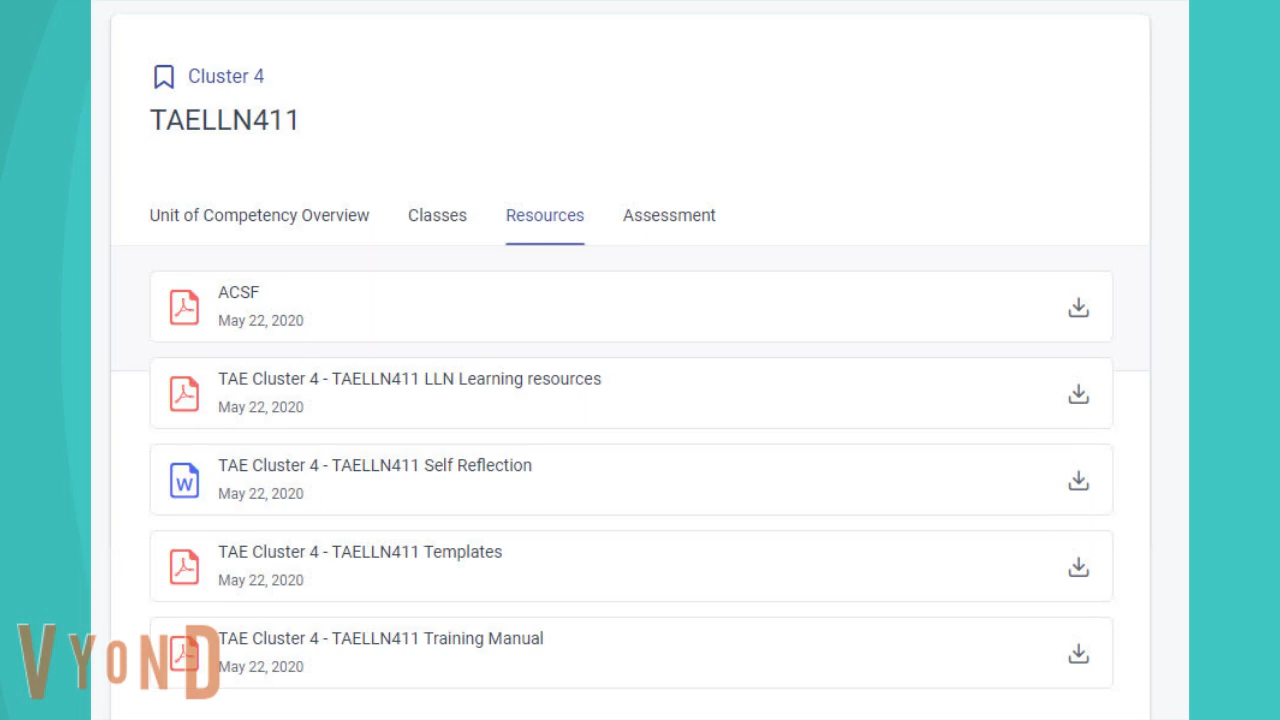 Cluster 4
TAELLN411
Unit of Competency Overview Classes Resources Assessment
ACSF
May 22, 2020
TAE Cluster 4 - TAELLN411 LLN Learning resources
May 22, 2020
W
TAE Cluster 4 - TAELLN411 Self Reflection
May 22, 2020
TAE Cluster 4 - TAELLN411 Templates
May 22, 2020
TAE Cluster 4 - TAELLN411 Training Manual
May 22, 2020
VYOND